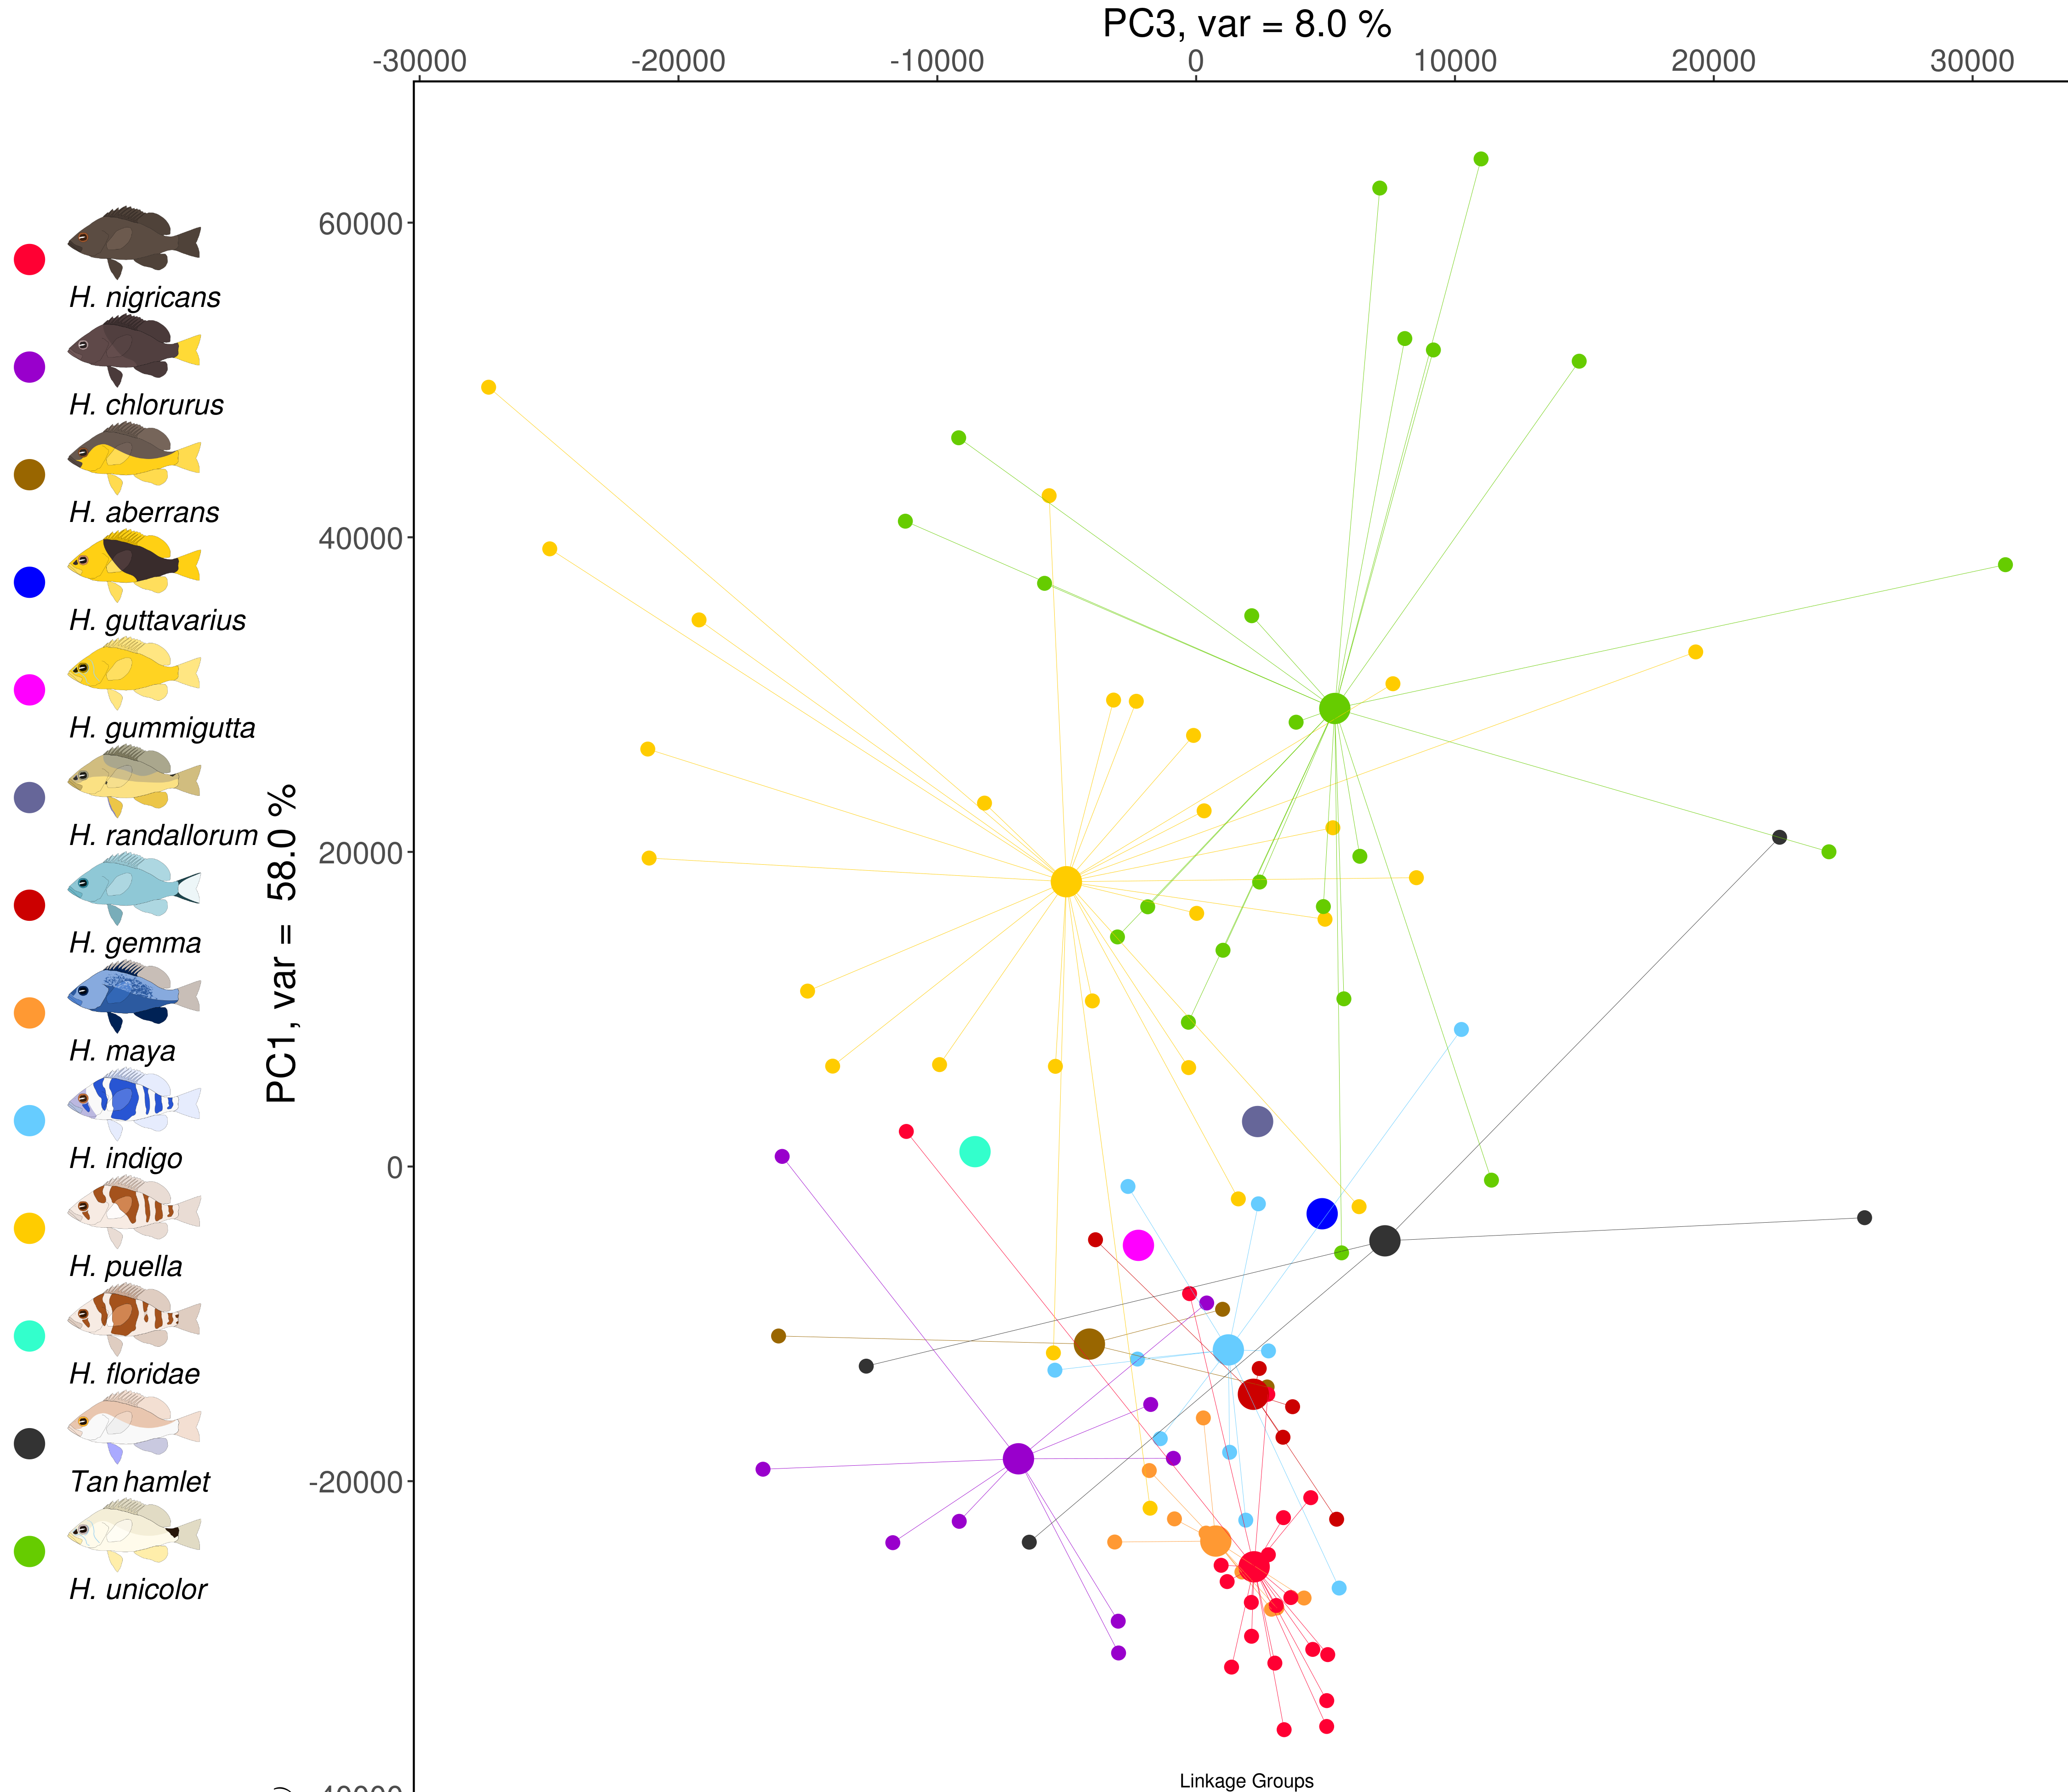 PC3, var = 8.0 %
-30000 -20000 -10000 0 10000 20000 30000
60000
40000
20000
0
-20000
PC1, var = 58.0 %
H. nigricans
H. chlorurus
H. aberrans
H. guttavarius
H. gummigutta
H. randallorum
H. gemma
H. maya
H. indigo
H. puella
H. floridae
Tan hamlet
H. unicolor
Linkage Groups